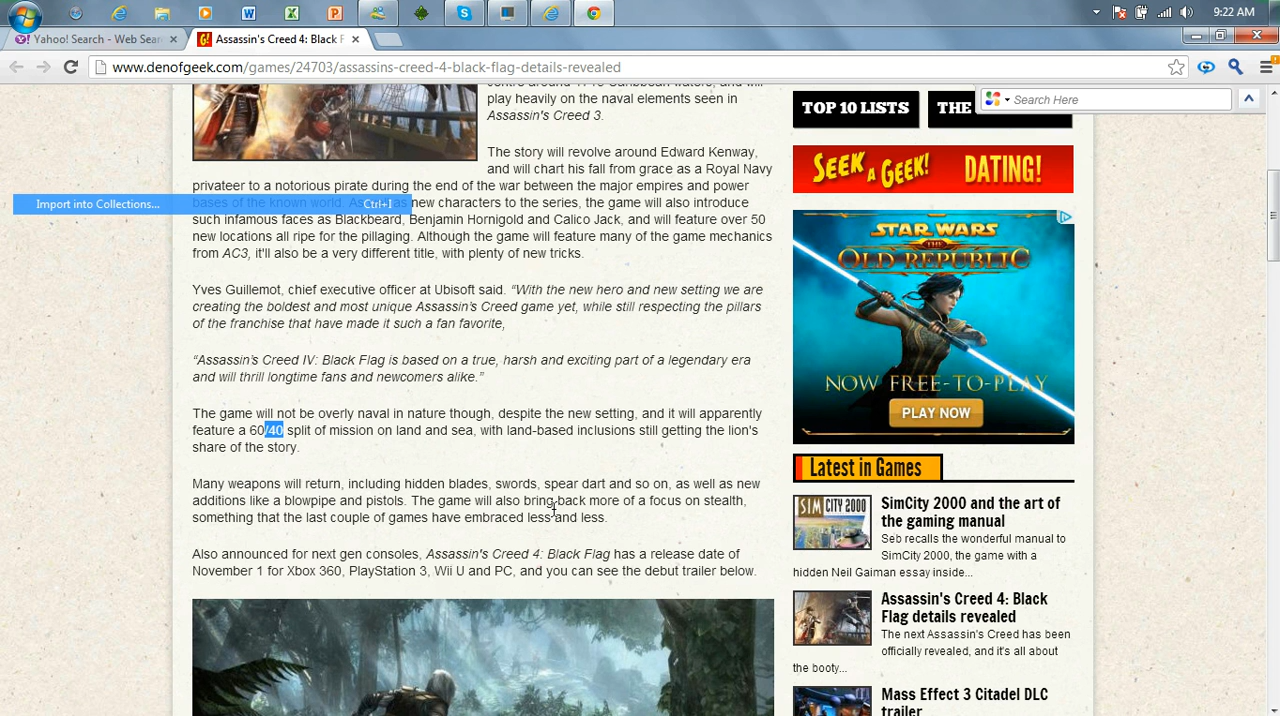 9:22 AM
Yahoo! Search - Web Sear
Assassin's Creed 4: Black F
www.denofgeek.com/games/24703/assassins-creed-4-black-flag-details-revealed
Search Here
play heavily on the naval elements seen in
Assassin's Creed 3.
The story will revolve around Edward Kenway,
and will chart his fall from grace as a Royal Navy
privateer to a notorious pirate during the end of the war between the major empires and power
bases of the known world. As well as new characters to the series, the game will also introduce
Import into Collections... Ctrl+I
such infamous faces as Blackbeard, Benjamin Hornigold and Calico Jack, and will feature over 50
new locations all ripe for the pillaging. Although the game will feature many of the game mechanics
from AC3, it'll also be a very different title, with plenty of new tricks.
Yves Guillemot, chief executive officer at Ubisoft said. “With the new hero and new setting we are
creating the boldest and most unique Assassin’s Creed game yet, while still respecting the pillars
of the franchise that have made it such a fan favorite,
“Assassin’s Creed IV: Black Flag is based on a true, harsh and exciting part of a legendary era
and will thrill longtime fans and newcomers alike.”
The game will not be overly naval in nature though, despite the new setting, and it will apparently
feature a 60/40 split of mission on land and sea, with land-based inclusions still getting the lion's
share of the story.
Many weapons will return, including hidden blades, swords, spear dart and so on, as well as new
additions like a blowpipe and pistols. The game will also bring back more of a focus on stealth,
something that the last couple of games have embraced less and less.
Also announced for next gen consoles, Assassin's Creed 4: Black Flag has a release date of
November 1 for Xbox 360, PlayStation 3, Wii U and PC, and you can see the debut trailer below.
TOP 10 LISTS
THE
SEEK A GEEK! DATING!
STAR WARS
THE
OLD REPUBLIC
NOW FREE-TO-PLAY
PLAY NOW
Latest in Games
SIM CITY 2000
SimCity 2000 and the art of
the gaming manual
Seb recalls the wonderful manual to
SimCity 2000, the game with a
hidden Neil Gaiman essay inside...
Assassin's Creed 4: Black
Flag details revealed
The next Assassin's Creed has been
officially revealed, and it's all about
the booty...
Mass Effect 3 Citadel DLC
trailer